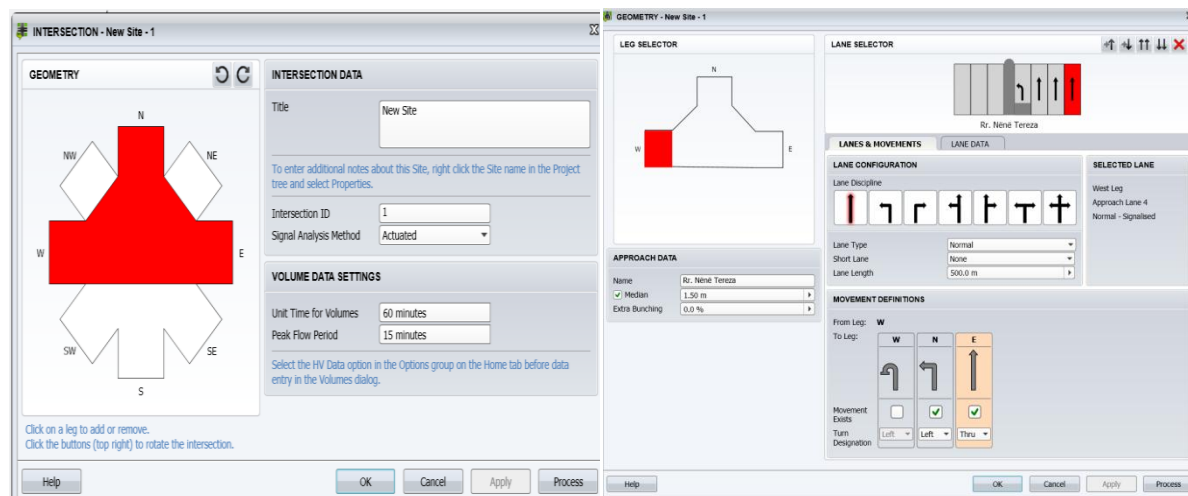 INTERSECTION - New Site - 1
GEOMETRY
N
NW
NE
W
E
SW
SE
S
Click on a leg to add or remove.
Click the buttons (top right) to rotate the intersection.
INTERSECTION DATA
Title
New Site
To enter additional notes about this Site, right click the Site name in the Project
tree and select Properties.
Intersection ID
1
Signal Analysis Method
Actuated
VOLUME DATA SETTINGS
Unit Time for Volumes
60 minutes
Peak Flow Period
15 minutes
Select the HV Data option in the Options group on the Home tab before data
entry in the Volumes dialog.
Help
OK
Cancel
Apply
Process
GEOMETRY - New Site - 1
LEG SELECTOR
N
W
E
APPROACH DATA
Name
Rr. Nënë Tereza
Median
1.50 m
Extra Bunching
0.0 %
LANE SELECTOR
Rr. Nënë Tereza
LANES & MOVEMENTS
LANE DATA
LANE CONFIGURATION
Lane Discipline
Lane Type
Normal
Short Lane
None
Lane Length
500.0 m
SELECTED LANE
West Leg
Approach Lane 4
Normal - Signalised
MOVEMENT DEFINITIONS
From Leg: W
To Leg:
W
N
E
Movement
Exists
Turn
Designation
Left
Left
Thru
Help
OK
Cancel
Apply
Process